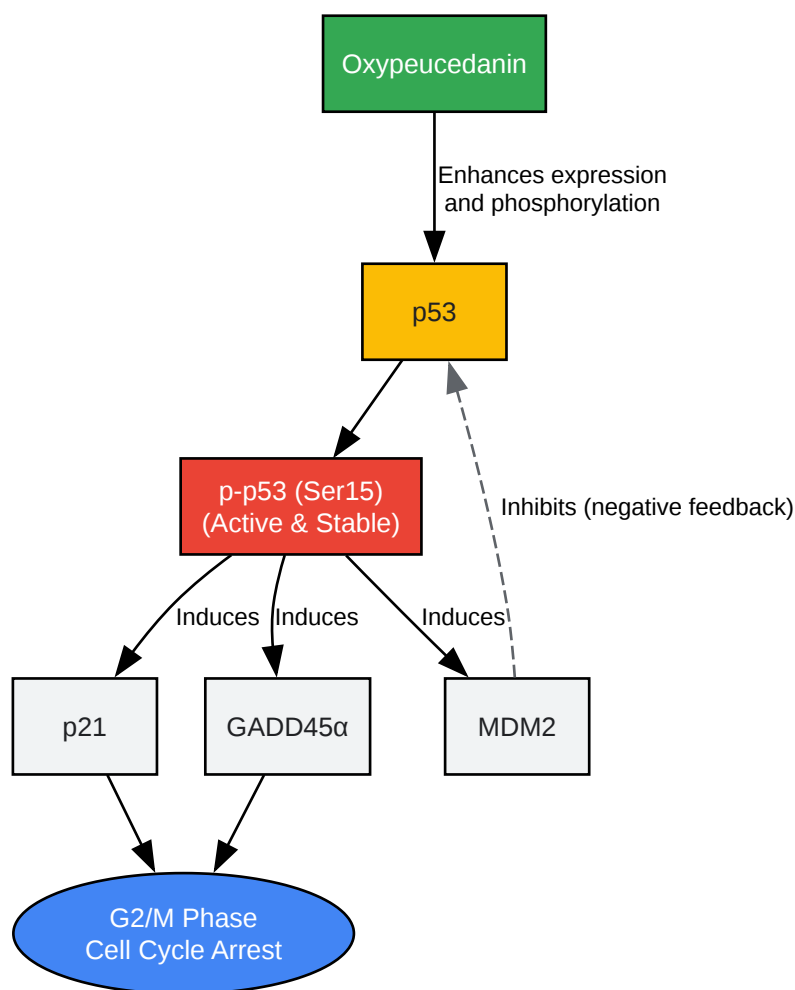 Oxypeucedanin
Enhances expression
and phosphorylation
p53
p-p53 (Ser15)
(Active & Stable)
Inhibits (negative feedback)
Induces
Induces
Induces
p21
GADD45α
MDM2
G2/M Phase
Cell Cycle Arrest